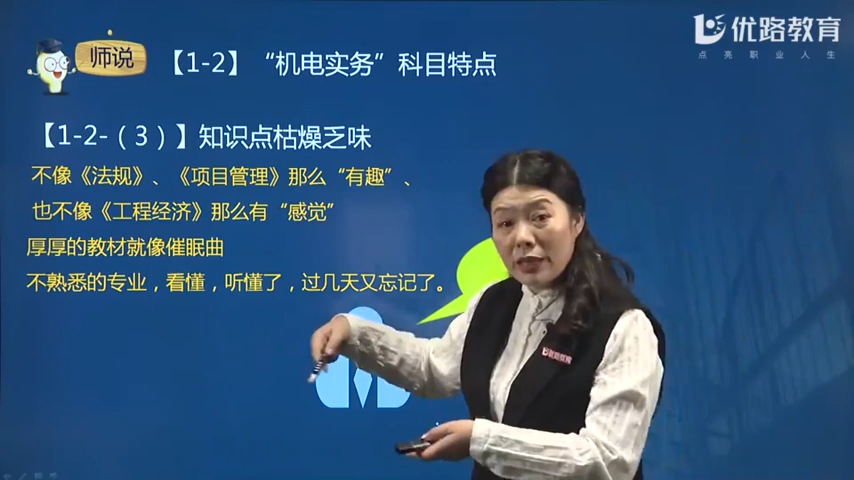 师说
【1-2】“机电实务”科目特点
优路教育
点亮职业人生
【1-2-（3）】知识点枯燥乏味
不像《法规》、《项目管理》那么“有趣”、
也不像《工程经济》那么有“感觉”
厚厚的教材就像催眠曲
不熟悉的专业，看懂，听懂了，过几天又忘记了。
优路教育